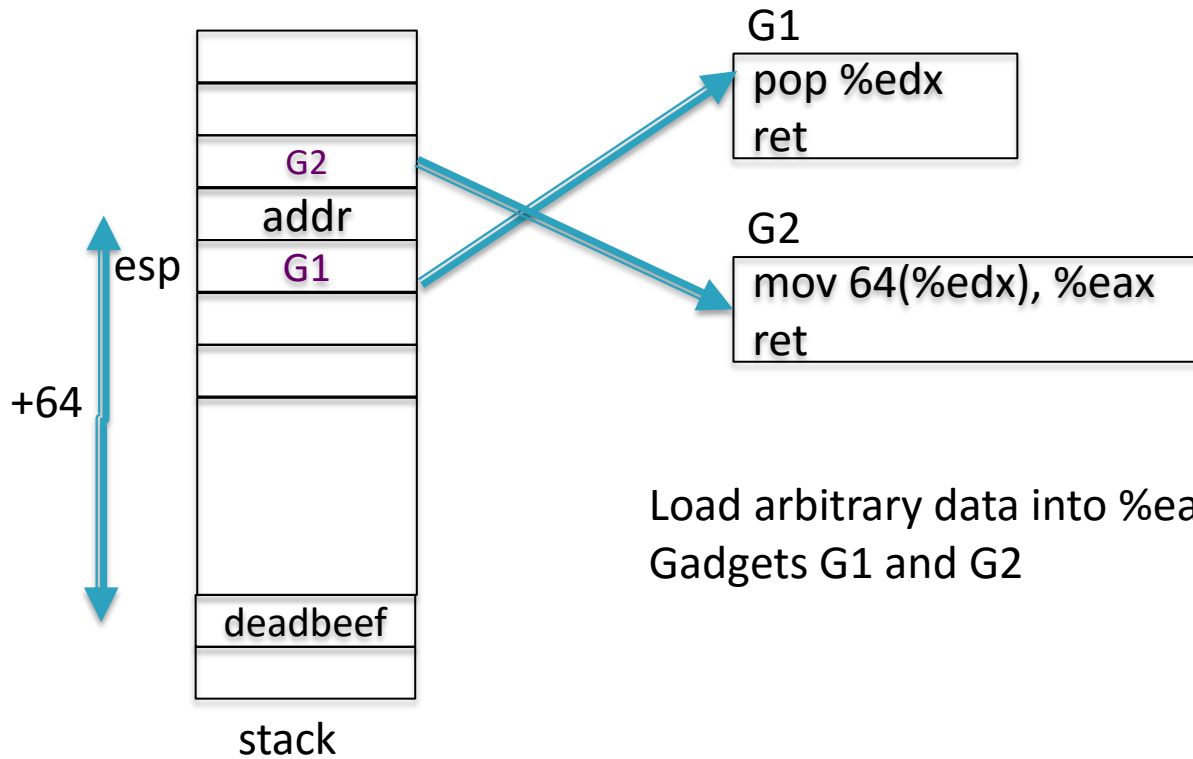 G1
pop %edx
ret
G2
addr
esp
G1
G2
mov 64(%edx), %eax
ret
+64
Load arbitrary data into %ea
Gadgets G1 and G2
deadbeef
stack